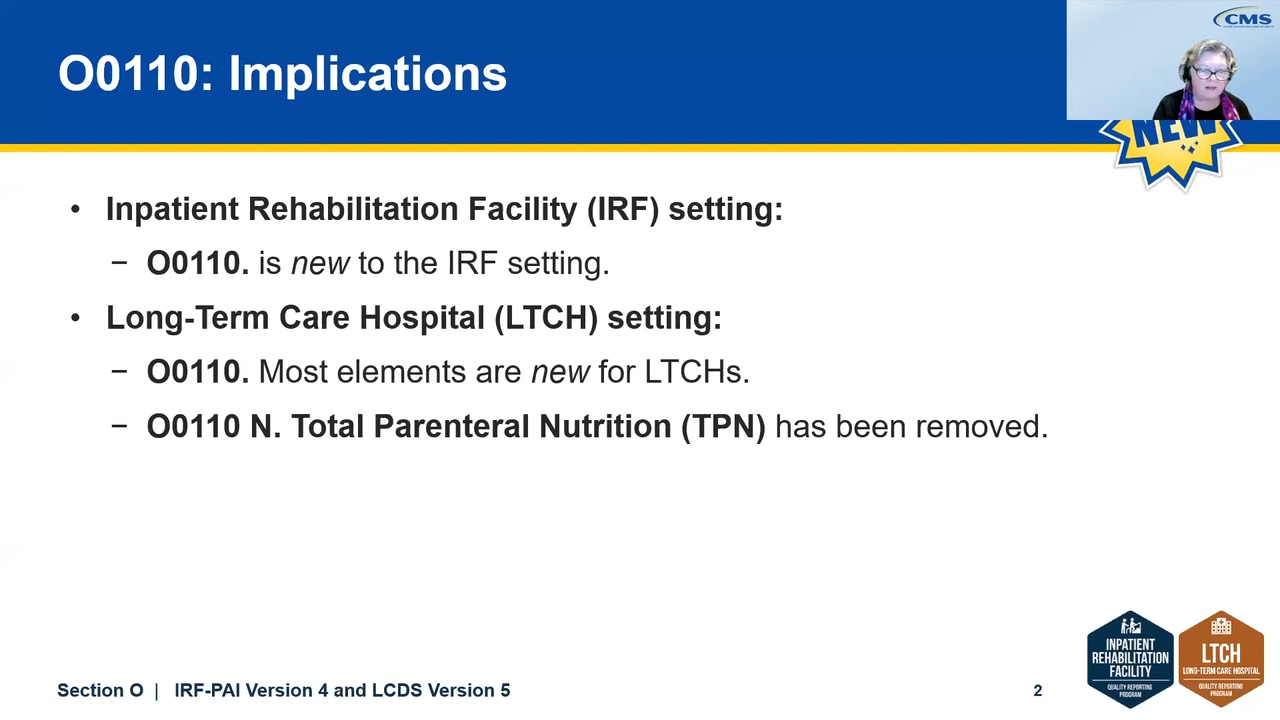 O0110: Implications
CMS
NEW
• Inpatient Rehabilitation Facility (IRF) setting:
− O0110. is new to the IRF setting.
• Long-Term Care Hospital (LTCH) setting:
− O0110. Most elements are new for LTCHs.
− O0110 N. Total Parenteral Nutrition (TPN) has been removed.
Section O | IRF-PAI Version 4 and LCDS Version 5
2
INPATIENT
REHABILITATION
FACILITY
QUALITY REPORTING
PROGRAM
LTCH
LONG-TERM CARE HOSPITAL
QUALITY REPORTING
PROGRAM